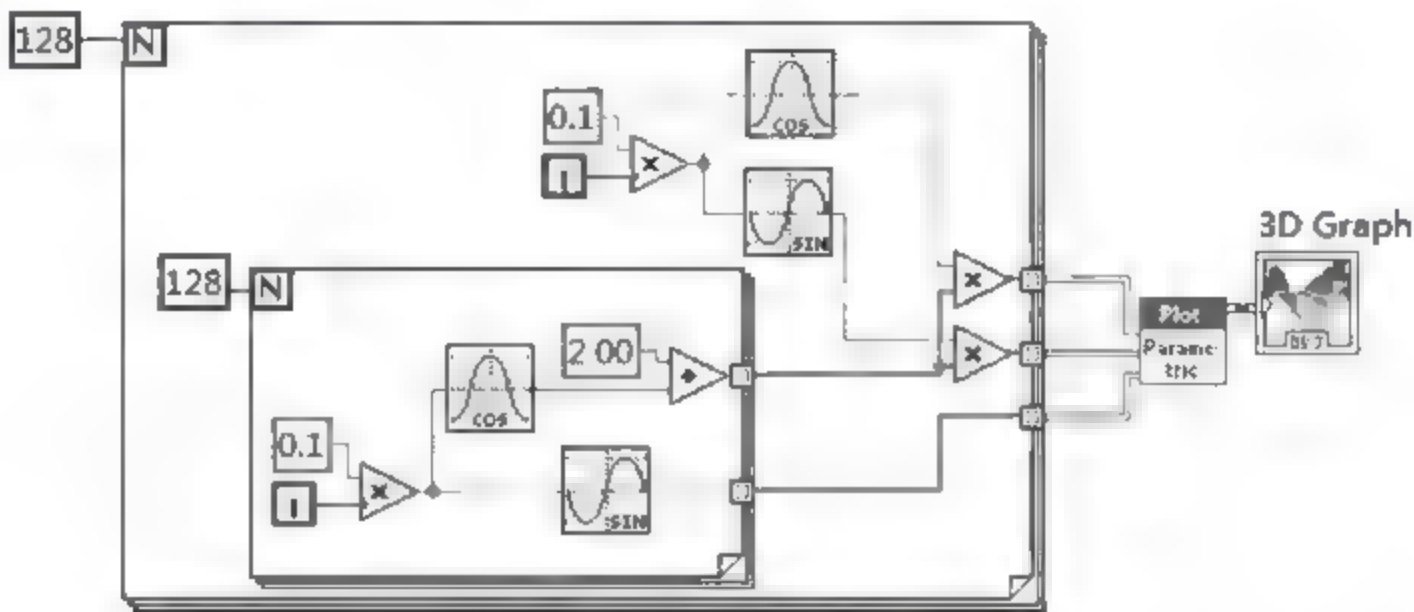 128
N
COS
0.1
×
I
SIN
3D Graph
128
N
×
Plot
Parame-
tric
2.00
×
COS
0.1
×
I
SIN